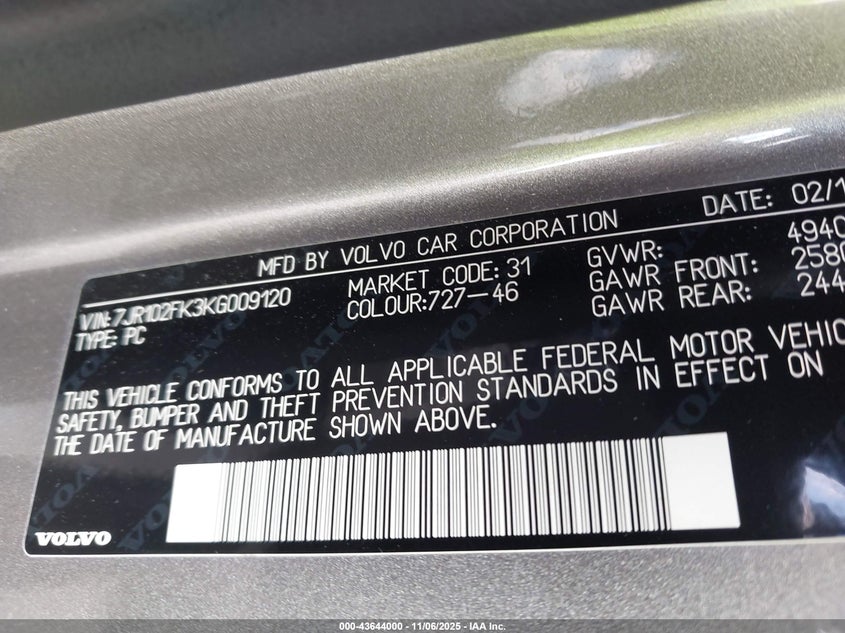 DATE: 02/1
MFD BY VOLVO CAR CORPORATION
VIN: 7JR102FK3KG009120
TYPE: PC
MARKET CODE: 31
COLOUR: 727-46
GVWR: 4940
GAWR FRONT: 2580
GAWR REAR: 244
THIS VEHICLE CONFORMS TO ALL APPLICABLE FEDERAL MOTOR VEHIC
SAFETY, BUMPER AND THEFT PREVENTION STANDARDS IN EFFECT ON
THE DATE OF MANUFACTURE SHOWN ABOVE.
VOLVO
000-43644000 - 11/06/2025 - IAA Inc.